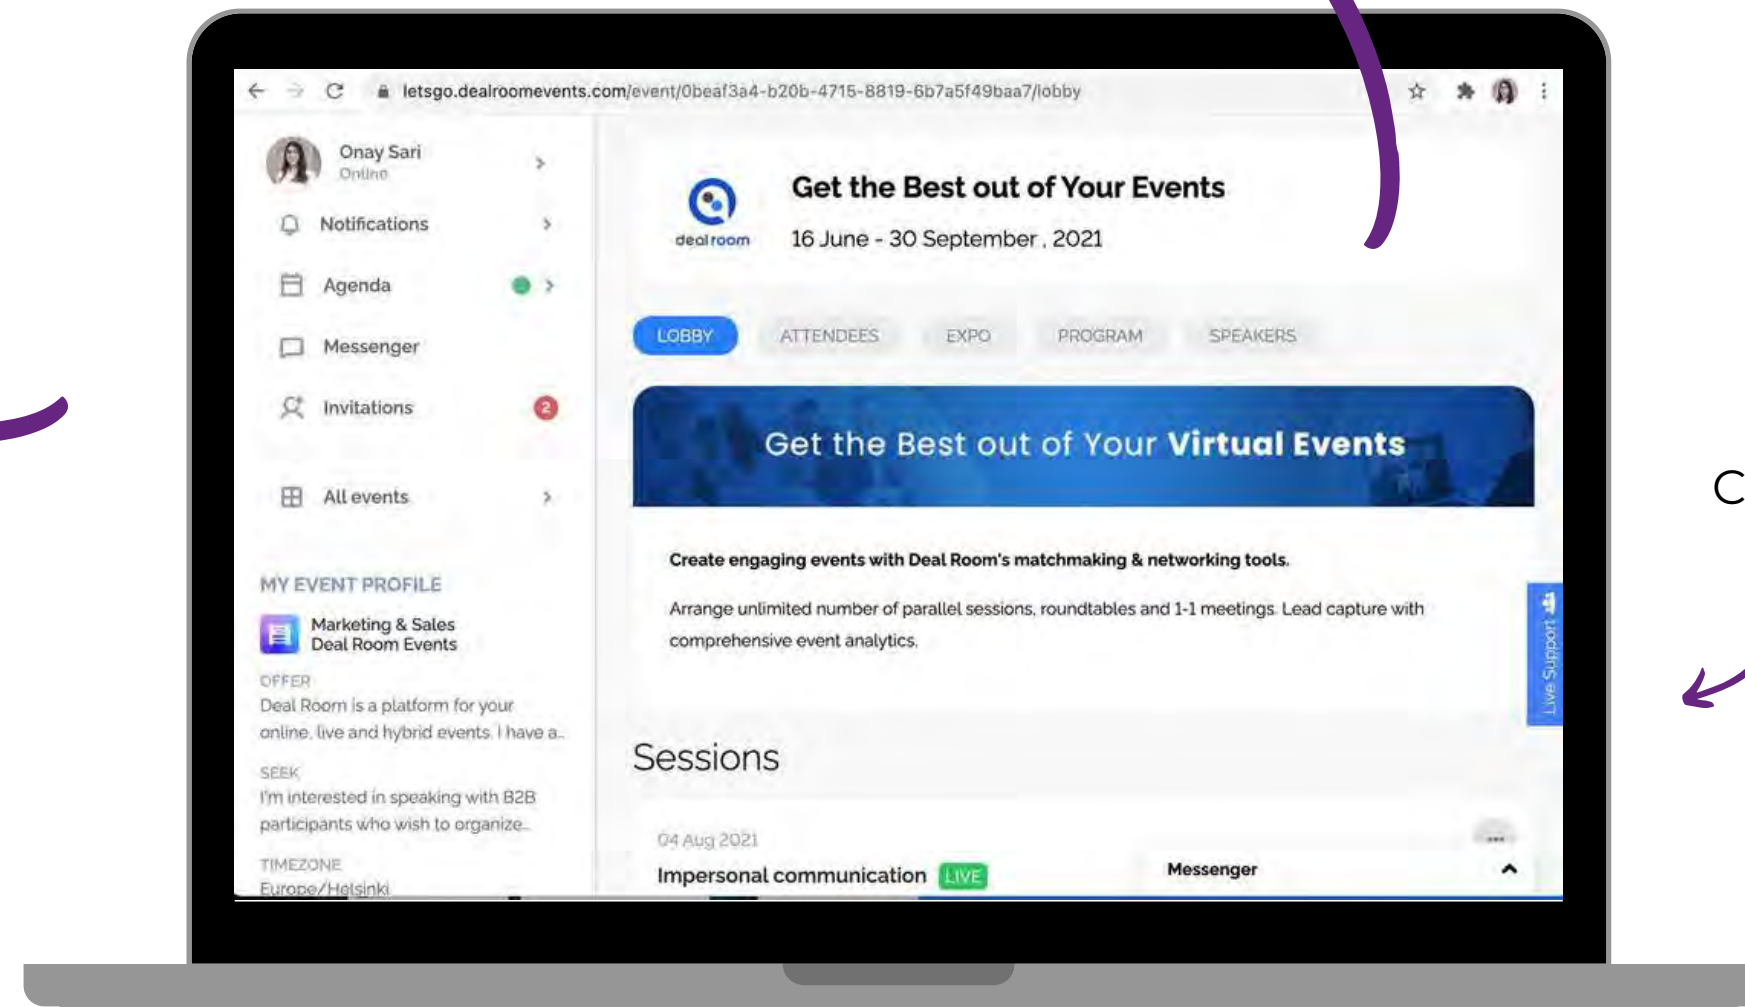 letsgo.dealroomevents.com/event/0beaf3a4-b20b-4715-8819-6b7a5f49baa7/lobby
Onay Sari
Online
Notifications
Agenda
Messenger
Invitations 2
All events
MY EVENT PROFILE
Marketing & Sales
Deal Room Events
OFFER
Deal Room is a platform for your
online, live and hybrid events. I have a...
SEEK
I'm interested in speaking with B2B
participants who wish to organize...
TIMEZONE
Europe/Helsinki
deal room
Get the Best out of Your Events
16 June - 30 September , 2021
LOBBY ATTENDEES EXPO PROGRAM SPEAKERS
Get the Best out of Your Virtual Events
Create engaging events with Deal Room's matchmaking & networking tools.
Arrange unlimited number of parallel sessions, roundtables and 1-1 meetings. Lead capture with
comprehensive event analytics.
Live Support
Sessions
04 Aug 2021
Impersonal communication LIVE
Messenger
C